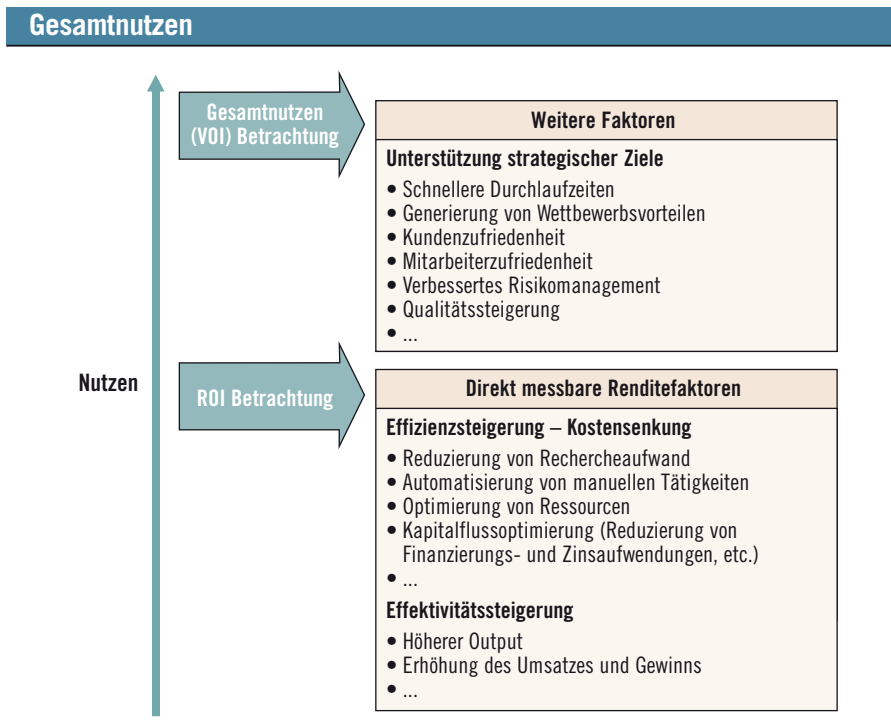 Gesamtnutzen
Gesamtnutzen
(VOI) Betrachtung
Weitere Faktoren
Unterstützung strategischer Ziele
• Schnellere Durchlaufzeiten
• Generierung von Wettbewerbsvorteilen
• Kundenzufriedenheit
• Mitarbeiterzufriedenheit
• Verbessertes Risikomanagement
• Qualitätssteigerung
• ...
Nutzen
ROI Betrachtung
Direkt messbare Renditefaktoren
Effizienzsteigerung – Kostensenkung
• Reduzierung von Rechercheaufwand
• Automatisierung von manuellen Tätigkeiten
• Optimierung von Ressourcen
• Kapitalflussoptimierung (Reduzierung von
Finanzierungs- und Zinsaufwendungen, etc.)
• ...
Effektivitätssteigerung
• Höherer Output
• Erhöhung des Umsatzes und Gewinns
• ...